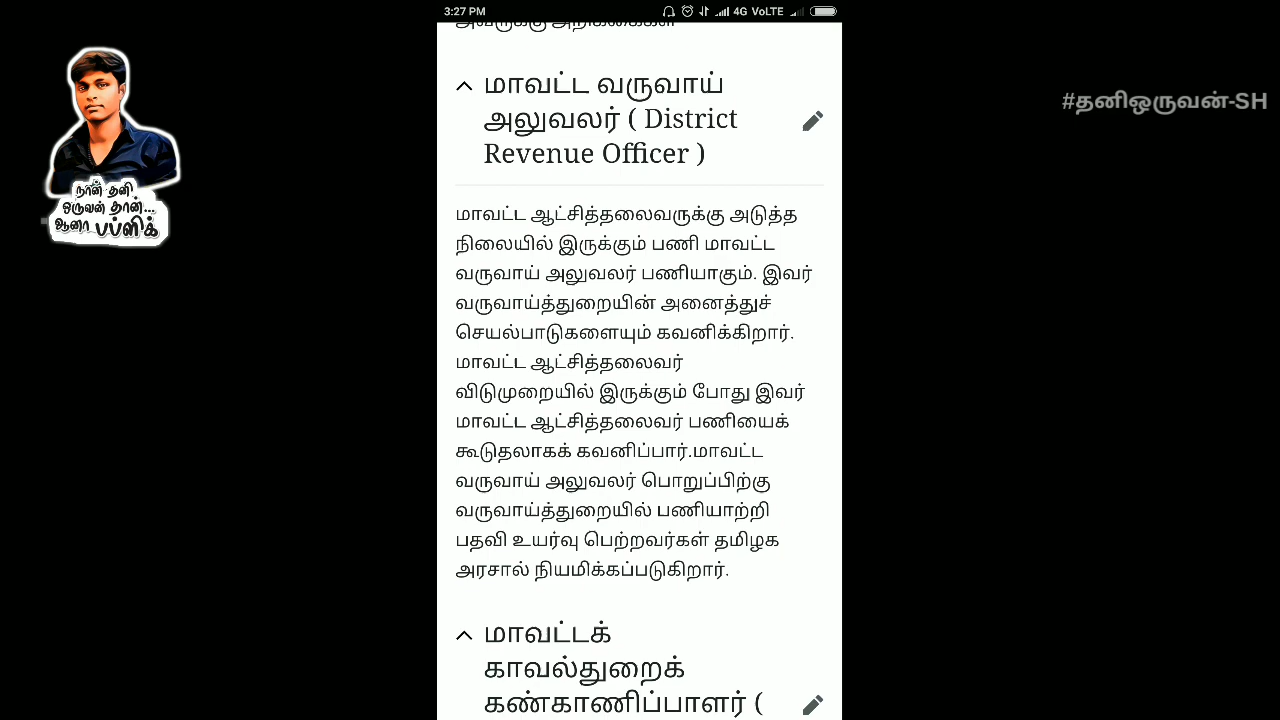 3:27 PM
4G VoLTE
மாவட்ட வருவாய்
அலுவலர் ( District
Revenue Officer )
மாவட்ட ஆட்சித்தலைவருக்கு அடுத்த
நிலையில் இருக்கும் பணி மாவட்ட
வருவாய் அலுவலர் பணியாகும். இவர்
வருவாய்த்துறையின் அனைத்துச்
செயல்பாடுகளையும் கவனிக்கிறார்.
மாவட்ட ஆட்சித்தலைவர்
விடுமுறையில் இருக்கும் போது இவர்
மாவட்ட ஆட்சித்தலைவர் பணியைக்
கூடுதலாகக் கவனிப்பார்.மாவட்ட
வருவாய் அலுவலர் பொறுப்பிற்கு
வருவாய்த்துறையில் பணியாற்றி
பதவி உயர்வு பெற்றவர்கள் தமிழக
அரசால் நியமிக்கப்படுகிறார்.
மாவட்டக்
காவல்துறைக்
கண்காணிப்பாளர் (
நான் தனி
ஒருவன் தான்...
ஆனா பப்ளிக்
#தனிஒருவன்-SH